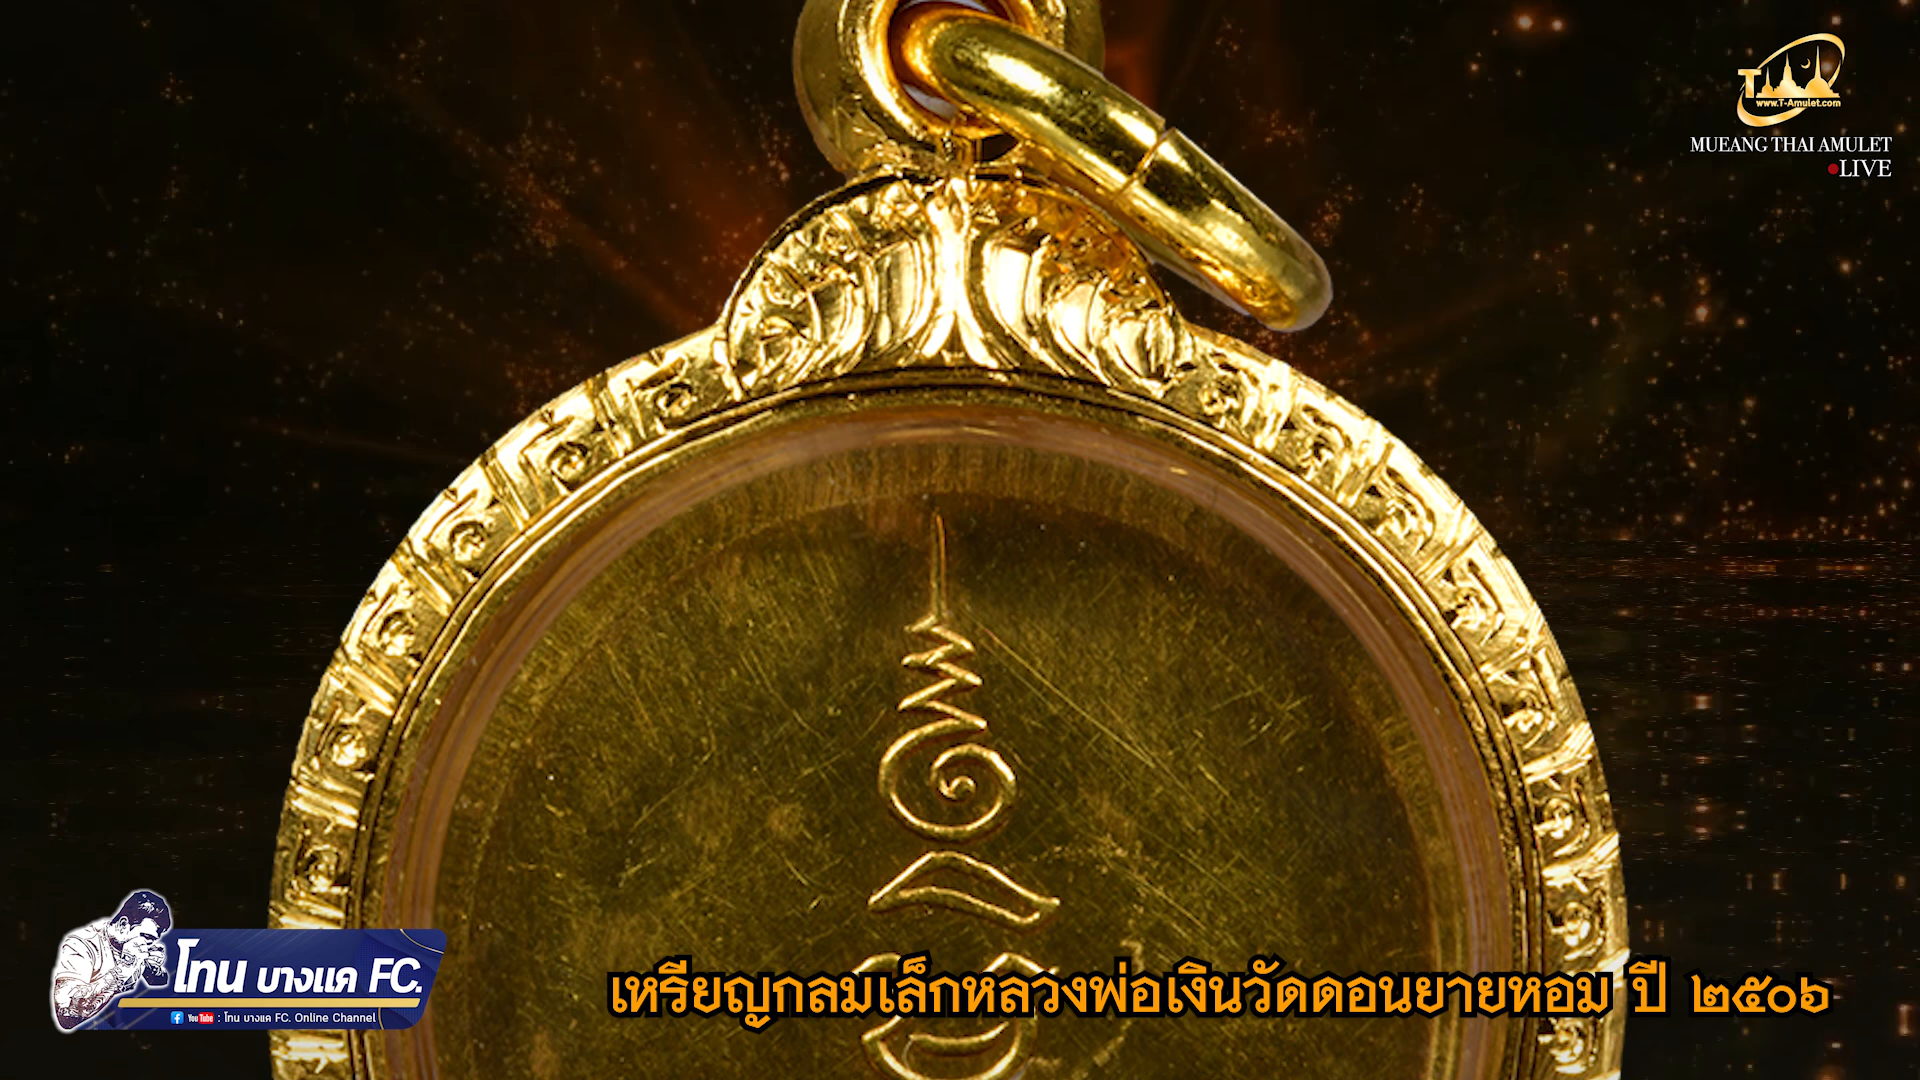 T
www.T-Amulet.com
MUEANG THAI AMULET
LIVE
โทน บางแค FC.
YouTube : โทน บางแค FC. Online Channel
เหรียญกลมเล็กหลวงพ่อเงินวัดดอนยายหอม ปี ๒๕๐๖